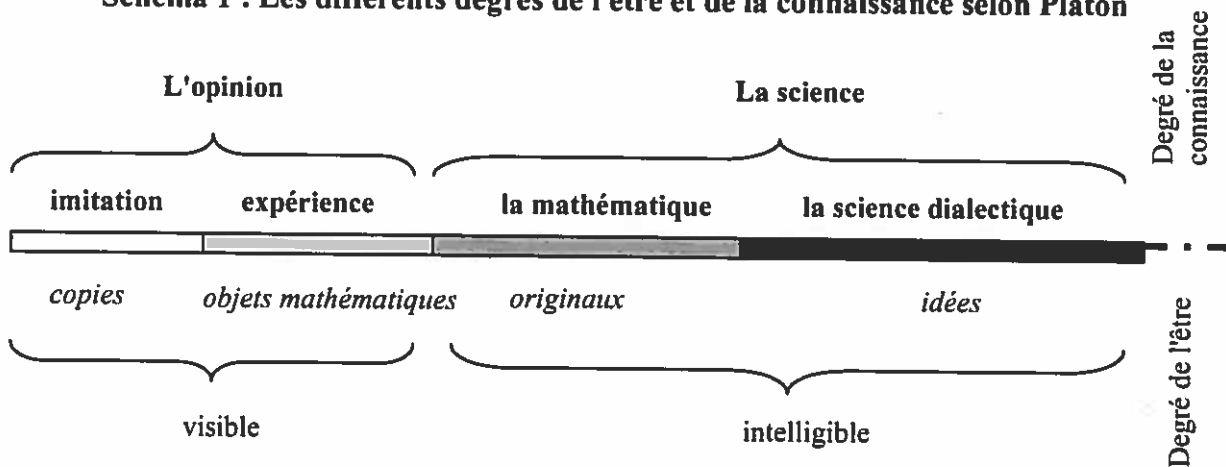 Schéma 1 : Les différents degrés de l'être et de la connaissance selon Platon
Degré de la
connaissance
L'opinion
La science
imitation
expérience
la mathématique
la science dialectique
copies
objets mathématiques
originaux
idées
visible
intelligible
Degré de l'être